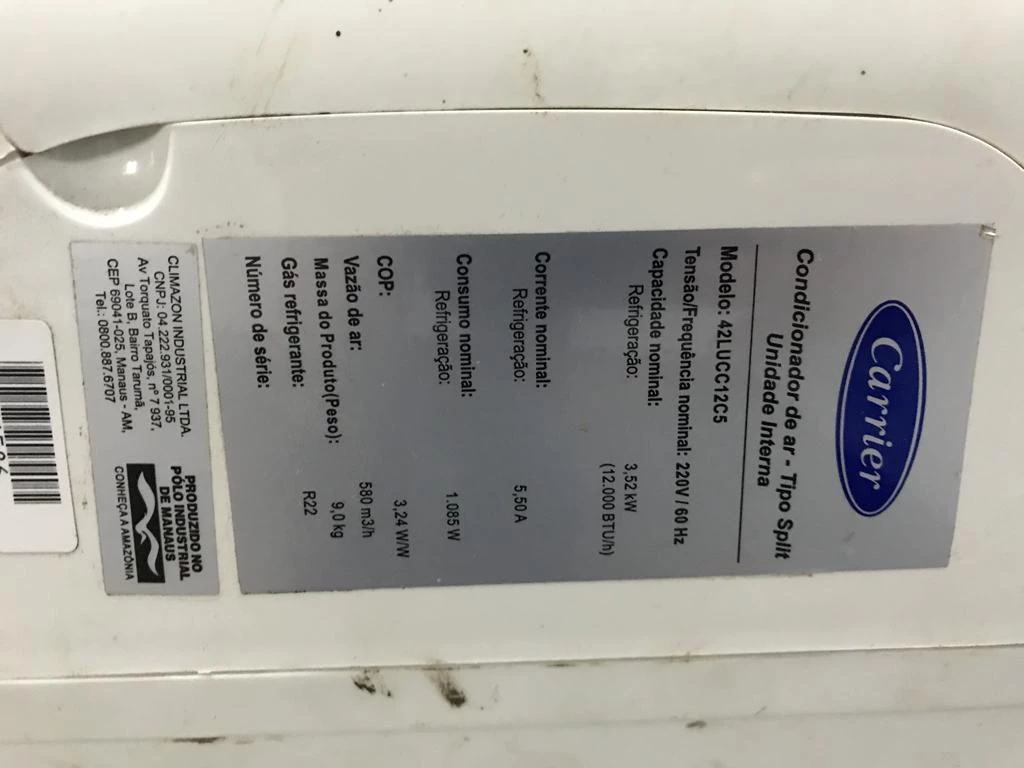 Carrier
Condicionador de ar - Tipo Split
Unidade Interna
Modelo: 42LUCC12C5
Tensão/Frequência nominal: 220V / 60 Hz
Capacidade nominal:
Refrigeração: 3,52 kW
(12.000 BTU/h)
Corrente nominal:
Refrigeração: 5,50 A
Consumo nominal:
Refrigeração: 1.085 W
COP: 3,24 W/W
Vazão de ar: 580 m3/h
Massa do Produto(Peso): 9,0 kg
Gás refrigerante: R22
Número de série:
CLIMAZON INDUSTRIAL LTDA.
CNPJ: 04.222.931/0001-95
Av Torquato Tapajós, nº 7 937,
Lote B, Bairro Tarumã,
CEP 69041-025, Manaus - AM,
Tel.: 0800.887.6707
PRODUZIDO NO
PÓLO INDUSTRIAL
DE MANAUS
CONHEÇA A AMAZÔNIA